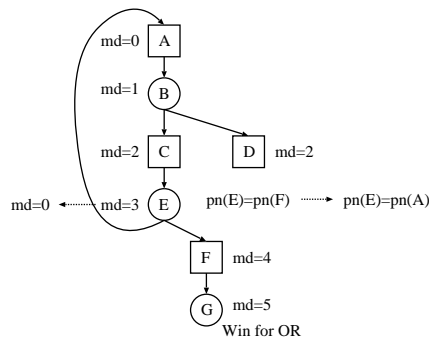 md=0 A
md=1 B
md=2 C D md=2
md=0 md=3 E pn(E)=pn(F) pn(E)=pn(A)
F md=4
G md=5
Win for OR